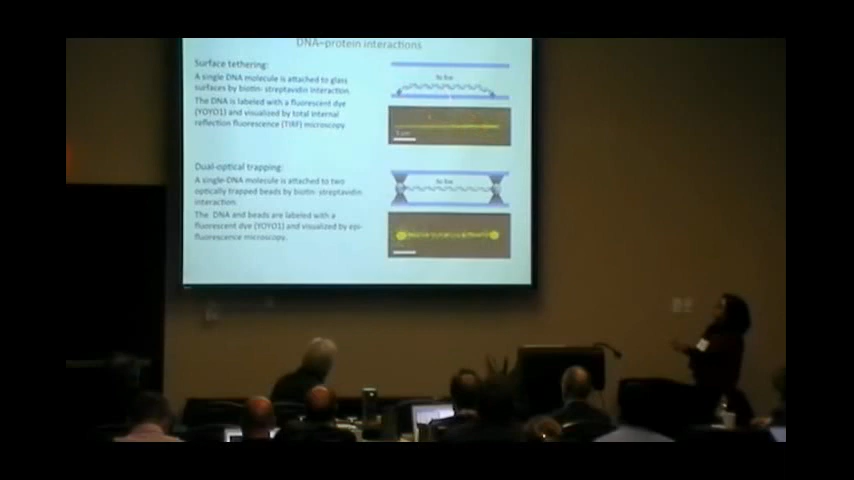 DNA-protein interactions
Surface tethering:
A single DNA molecule is attached to glass
surfaces by biotin- streptavidin interaction.
The DNA is labeled with a fluorescent dye
(YOYO1) and visualized by total internal
reflection fluorescence (TIRF) microscopy
Dual-optical trapping:
A single-DNA molecule is attached to two
optically trapped beads by biotin- streptavidin
interaction.
The DNA and beads are labeled with a
fluorescent dye (YOYO1) and visualized by epi-
fluorescence microscopy.